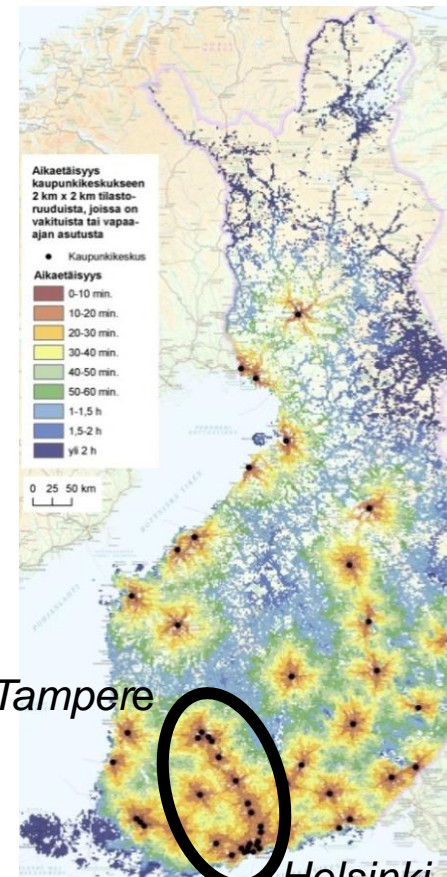 Aikaetäisyys
kaupunkikeskukseen
2 km x 2 km tilasto-
ruuduista, joissa on
vakituista tai vapaa-
ajan asutusta
Kaupunkikeskus
Aikaetäisyys
0-10 min.
10-20 min.
20-30 min.
30-40 min.
40-50 min.
50-60 min.
1-1,5 h
1,5-2 h
yli 2 h
0 25 50 km
Tampere
Helsinki